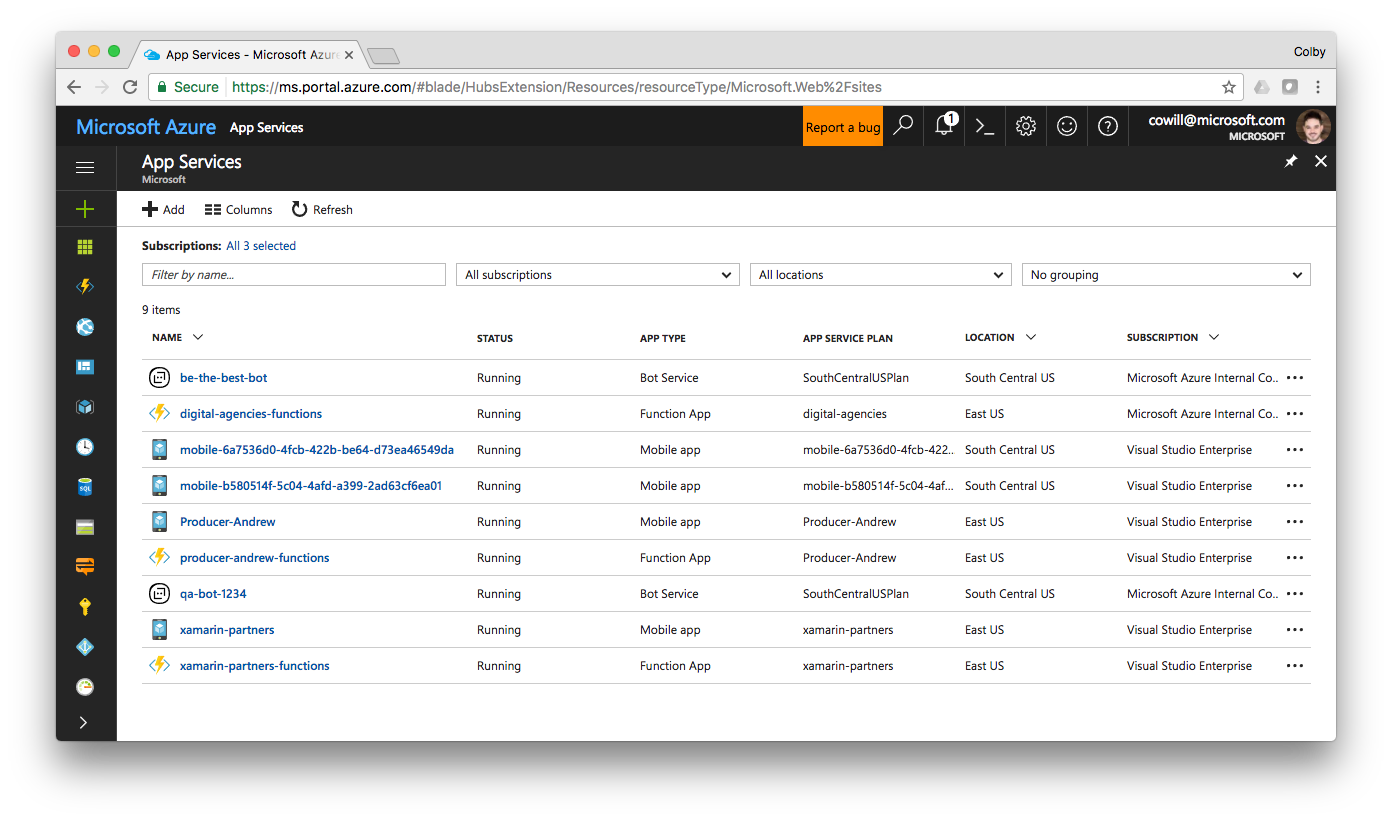 App Services - Microsoft Azure
Colby
Secure https://ms.portal.azure.com/#blade/HubsExtension/Resources/resourceType/Microsoft.Web%2Fsites
Microsoft Azure App Services Report a bug 1 cowill@microsoft.com
MICROSOFT
App Services
Microsoft
Add Columns Refresh
Subscriptions: All 3 selected
Filter by name... All subscriptions All locations No grouping
9 items
NAME STATUS APP TYPE APP SERVICE PLAN LOCATION SUBSCRIPTION
be-the-best-bot Running Bot Service SouthCentralUSPlan South Central US Microsoft Azure Internal Co...
digital-agencies-functions Running Function App digital-agencies East US Microsoft Azure Internal Co...
mobile-6a7536d0-4fcb-422b-be64-d73ea46549da Running Mobile app mobile-6a7536d0-4fcb-422... South Central US Visual Studio Enterprise
SQL mobile-b580514f-5c04-4afd-a399-2ad63cf6ea01 Running Mobile app mobile-b580514f-5c04-4af... South Central US Visual Studio Enterprise
Producer-Andrew Running Mobile app Producer-Andrew East US Visual Studio Enterprise
producer-andrew-functions Running Function App Producer-Andrew East US Visual Studio Enterprise
qa-bot-1234 Running Bot Service SouthCentralUSPlan South Central US Microsoft Azure Internal Co...
xamarin-partners Running Mobile app xamarin-partners East US Visual Studio Enterprise
xamarin-partners-functions Running Function App xamarin-partners East US Visual Studio Enterprise